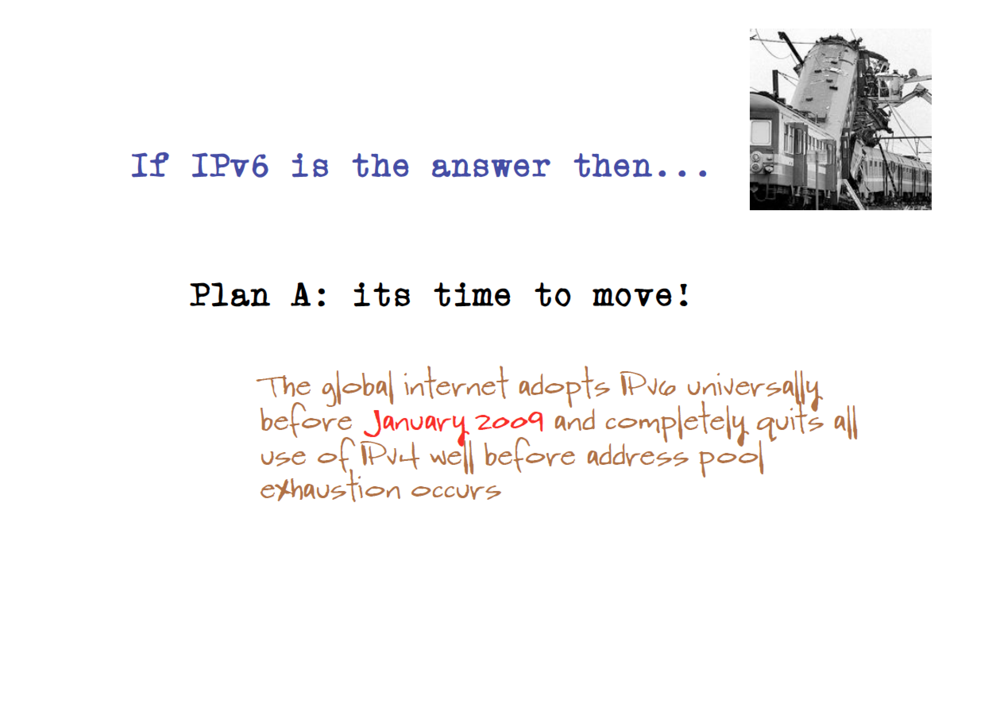 If IPv6 is the answer then...
Plan A: its time to move!
The global internet adopts IPv6 universally
before January 2009 and completely quits all
use of IPv4 well before address pool
exhaustion occurs